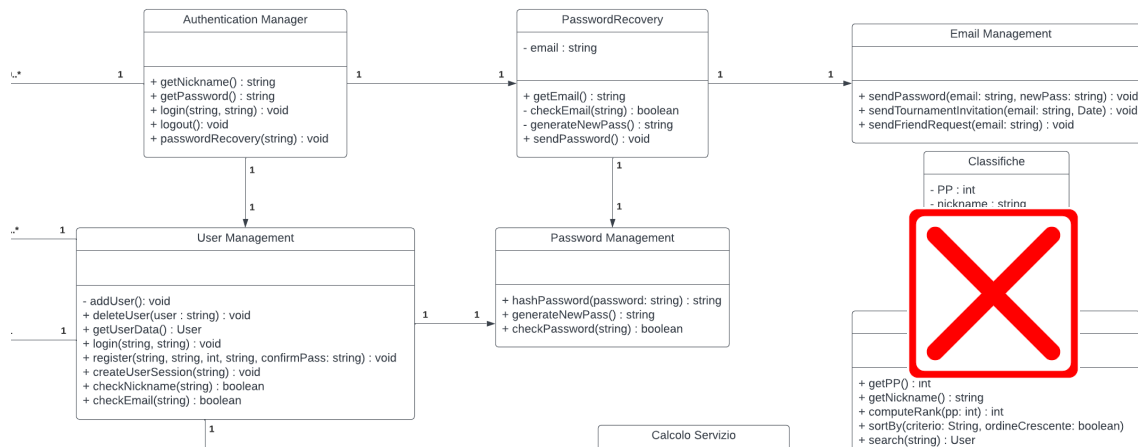 Authentication Manager
+ getNickname() : string
+ getPassword() : string
+ login(string, string) : void
+ logout(): void
+ passwordRecovery(string) : void
..*
1
1
1
PasswordRecovery
- email : string
+ getEmail() : string
- checkEmail(string) : boolean
- generateNewPass() : string
+ sendPassword() : void
1
1
Email Management
+ sendPassword(email: string, newPass: string) : void
+ sendTournamentInvitation(email: string, Date) : void
+ sendFriendRequest(email: string) : void
1
1
1
1
Classifiche
- PP : int
- nickname : string
..*
1
User Management
- addUser(): void
+ deleteUser(user : string) : void
+ getUserData() : User
+ login(string, string) : void
+ register(string, string, int, string, confirmPass: string) : void
+ createUserSession(string) : void
+ checkNickname(string) : boolean
+ checkEmail(string) : boolean
1
1
1
1
Password Management
+ hashPassword(password: string) : string
+ generateNewPass() : string
+ checkPassword(string) : boolean
+ getPP() : int
+ getNickname() : string
+ computeRank(pp: int) : int
+ sortBy(criterio: String, ordineCrescente: boolean)
+ search(string) : User
Calcolo Servizio